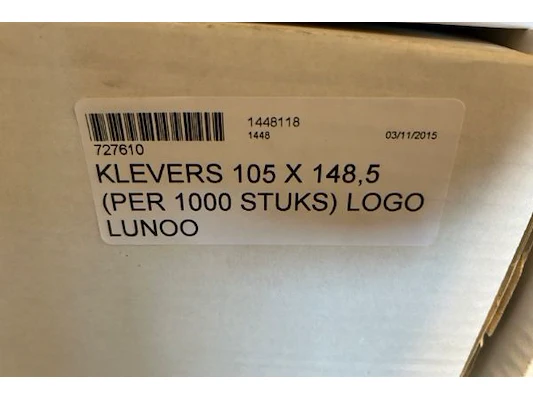 1448118
1448 03/11/2015
727610
KLEVERS 105 X 148,5
(PER 1000 STUKS) LOGO
LUNOO